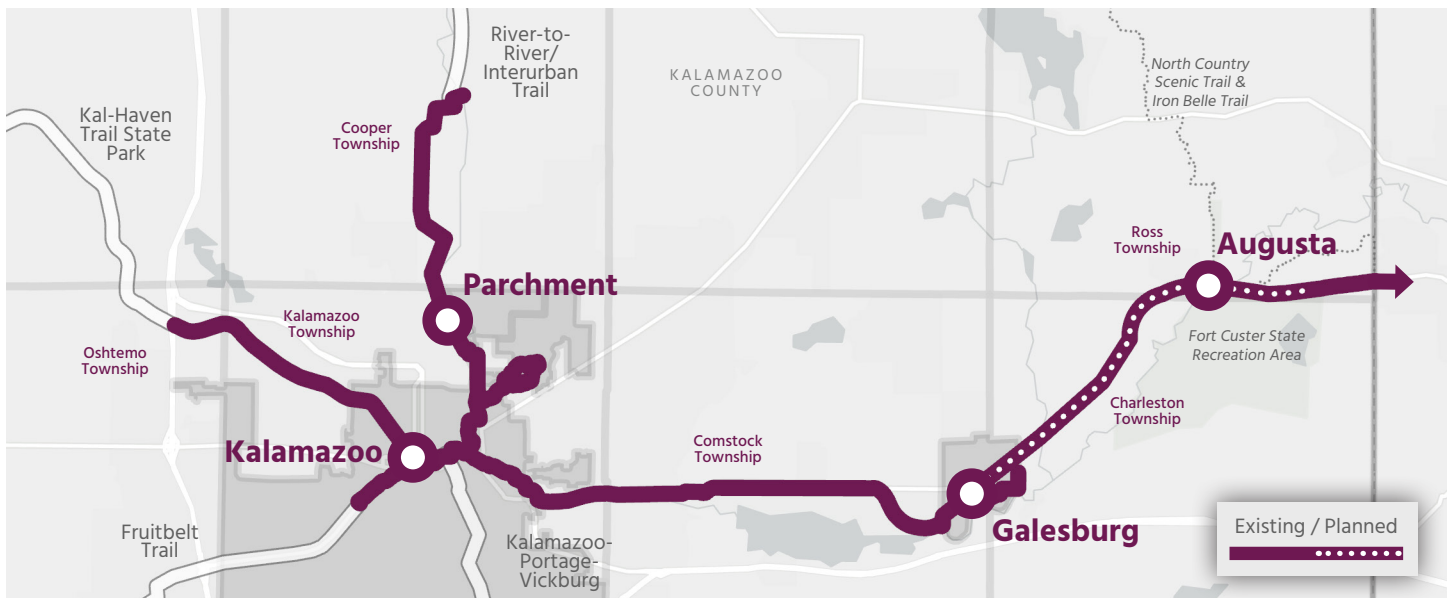 River-to-
River/
Interurban
Trail
North Country
Scenic Trail &
Iron Belle Trail
KALAMAZOO
COUNTY
Kal-Haven
Trail State
Park
Cooper
Township
Ross
Township
Augusta
Parchment
Kalamazoo
Township
Oshtemo
Township
Fort Custer State
Recreation Area
Charleston
Township
Kalamazoo
Comstock
Township
Galesburg
Fruitbelt
Trail
Kalamazoo-
Portage-
Vickburg
Existing / Planned